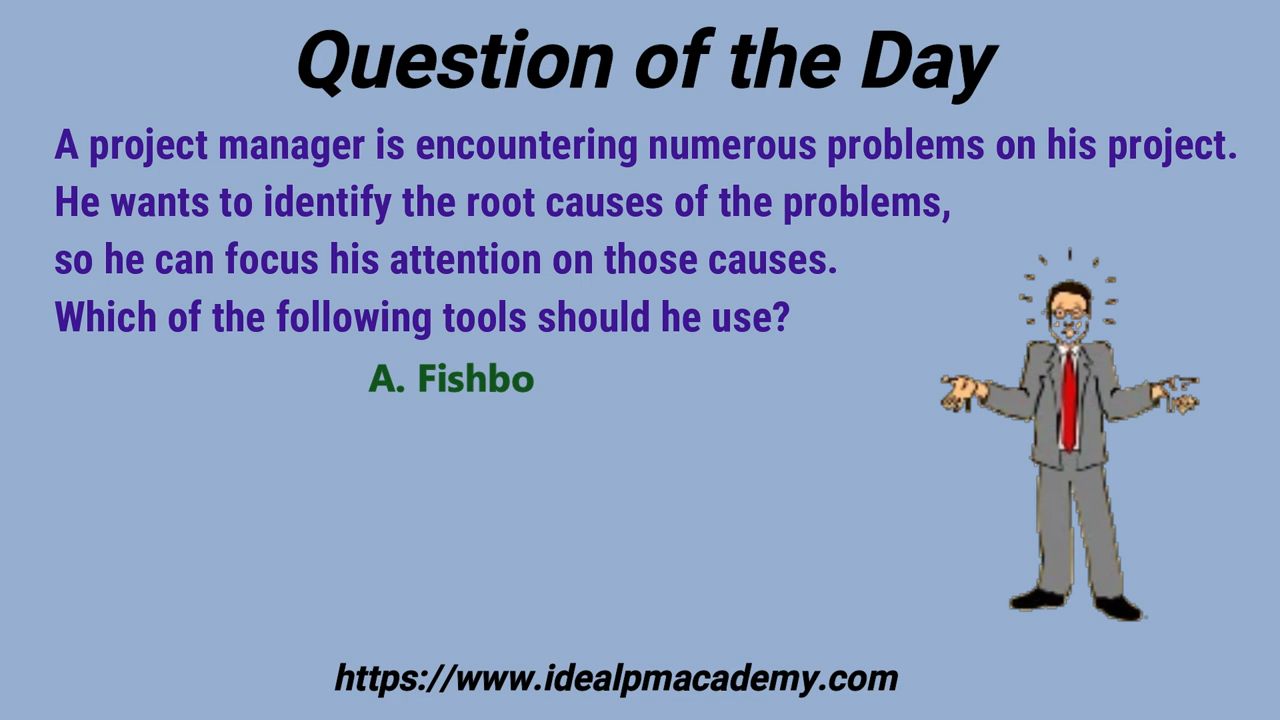 Question of the Day
A project manager is encountering numerous problems on his project.
He wants to identify the root causes of the problems,
so he can focus his attention on those causes.
Which of the following tools should he use?
A. Fishbo
https://www.idealpmacademy.com